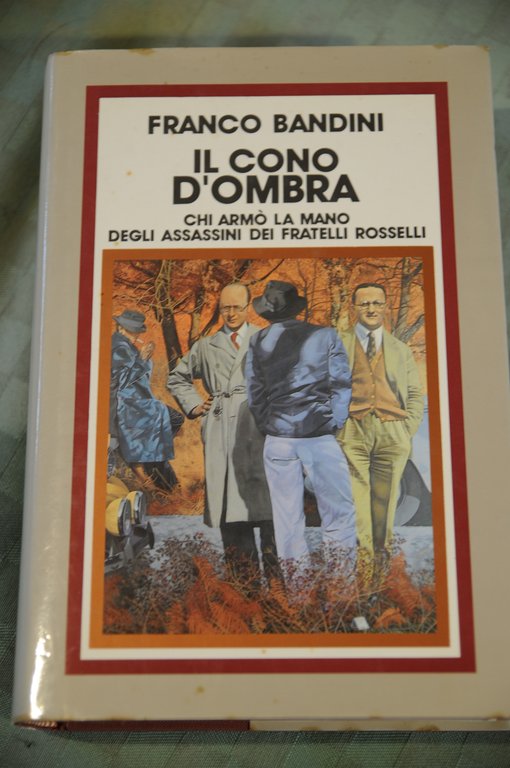 FRANCO BANDINI
IL CONO
D'OMBRA
CHI ARMÒ LA MANO
DEGLI ASSASSINI DEI FRATELLI ROSSELLI